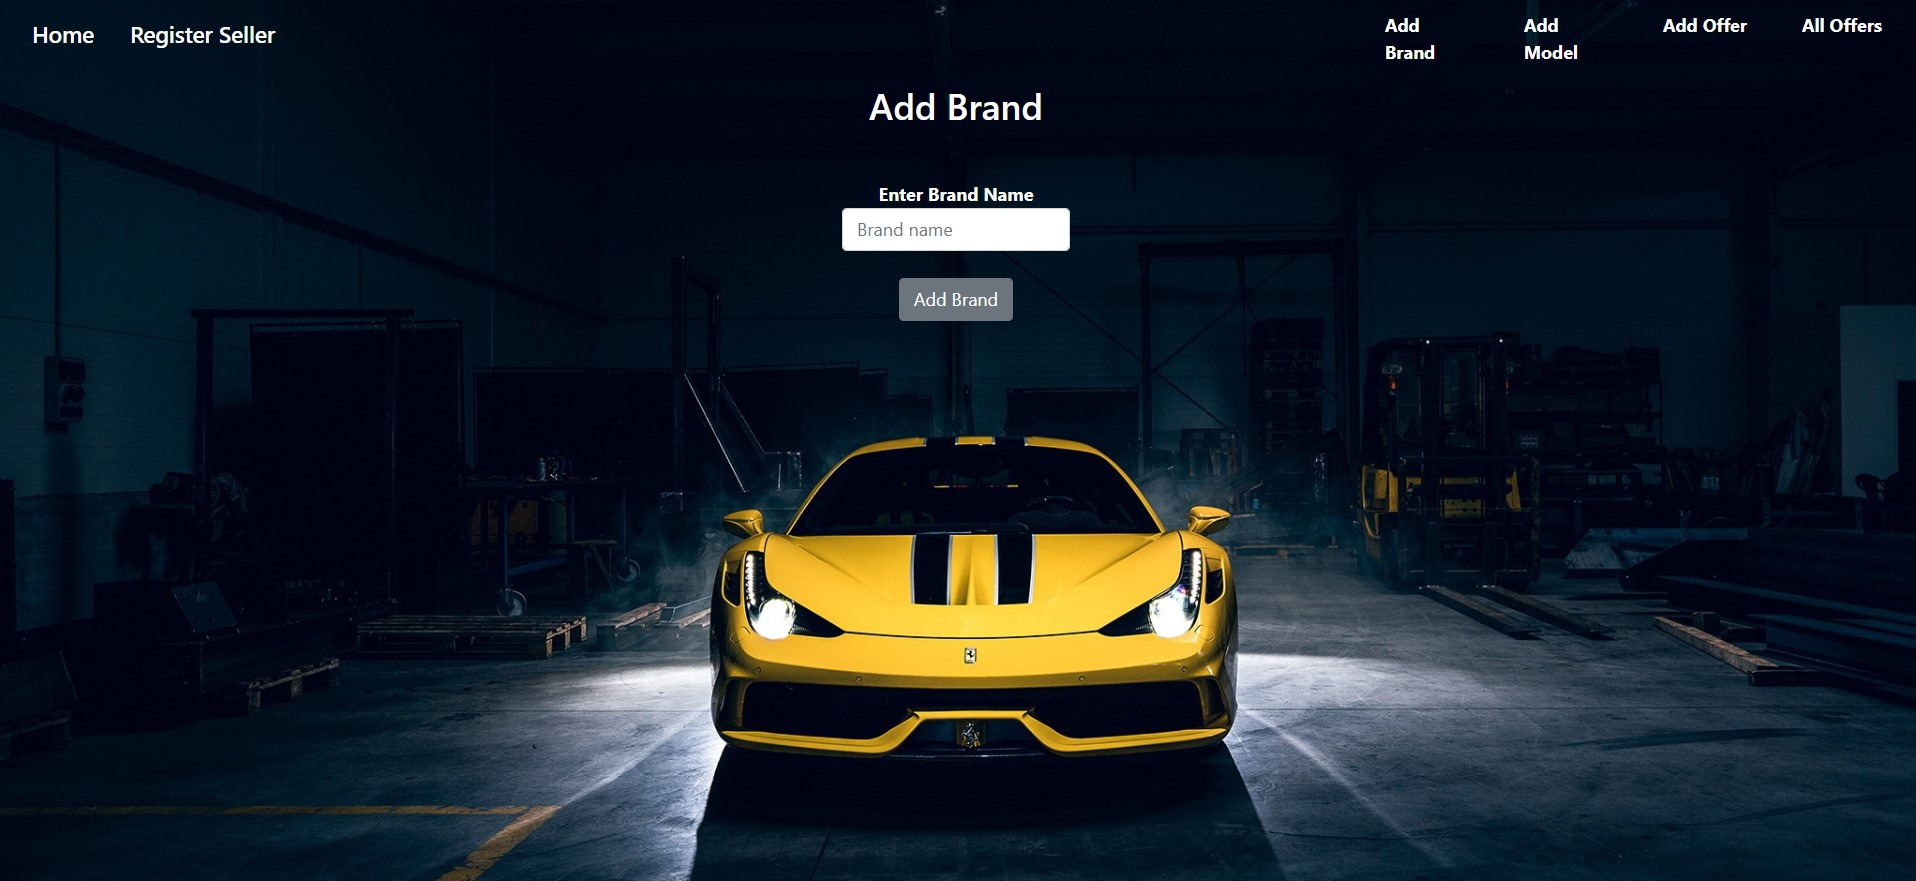 Home
Register Seller
Add
Brand
Add
Model
Add Offer
All Offers
Add Brand
Enter Brand Name
Brand name
Add Brand